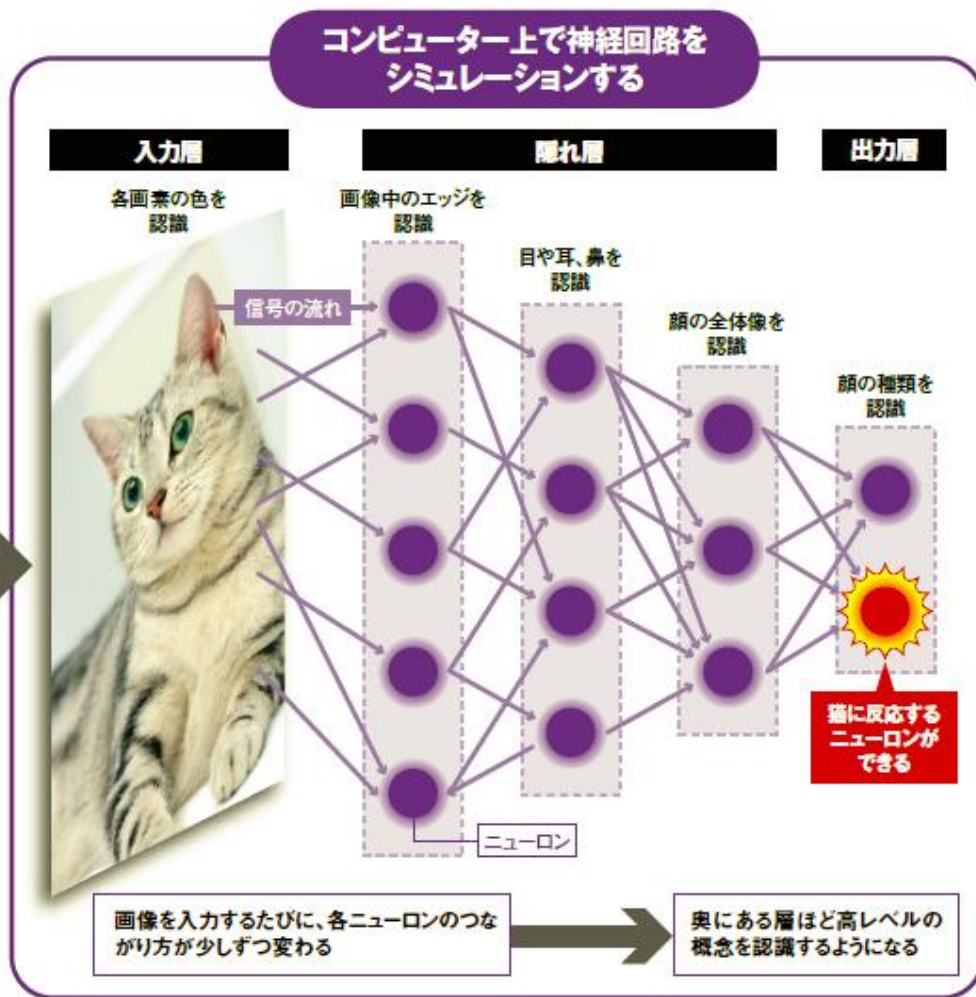 コンピューター上で神経回路を
シミュレーションする
入力層
隠れ層
出力層
各画素の色を
認識
画像中のエッジを
認識
目や耳、鼻を
認識
顔の全体像を
認識
顔の種類を
認識
信号の流れ
猫に反応する
ニューロンが
できる
ニューロン
画像を入力するたびに、各ニューロンのつな
がり方が少しずつ変わる
奥にある層ほど高レベルの
概念を認識するようになる